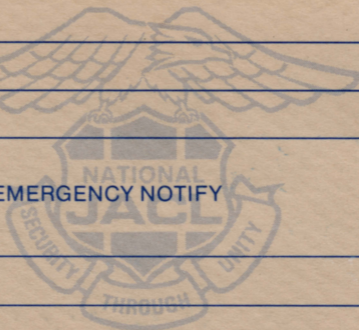 NATIONAL
EMERGENCY NOTIFY
JACL
SECURITY
THROUGH
UNITY